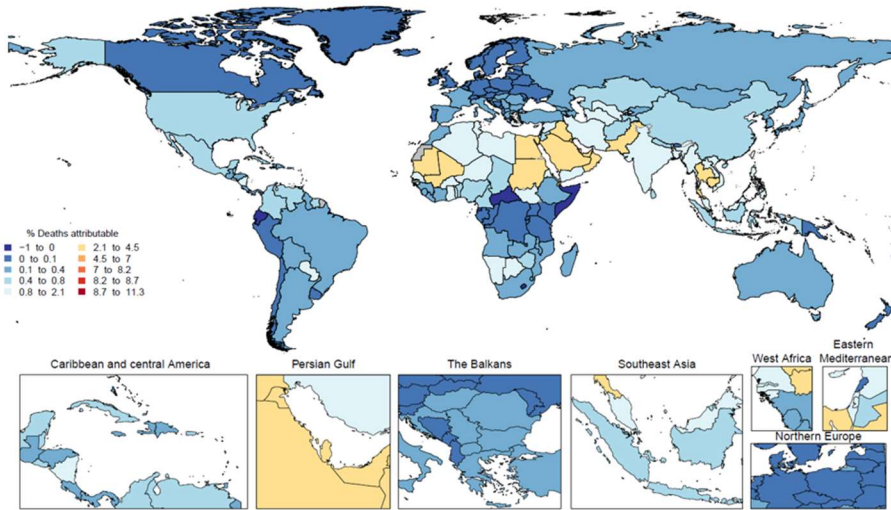 % Deaths attributable
−1 to 0
0 to 0.1
0.1 to 0.4
0.4 to 0.8
0.8 to 2.1
2.1 to 4.5
4.5 to 7
7 to 8.2
8.2 to 8.7
8.7 to 11.3
Caribbean and central America
Persian Gulf
The Balkans
Southeast Asia
West Africa
Eastern
Mediterranean
Northern Europe